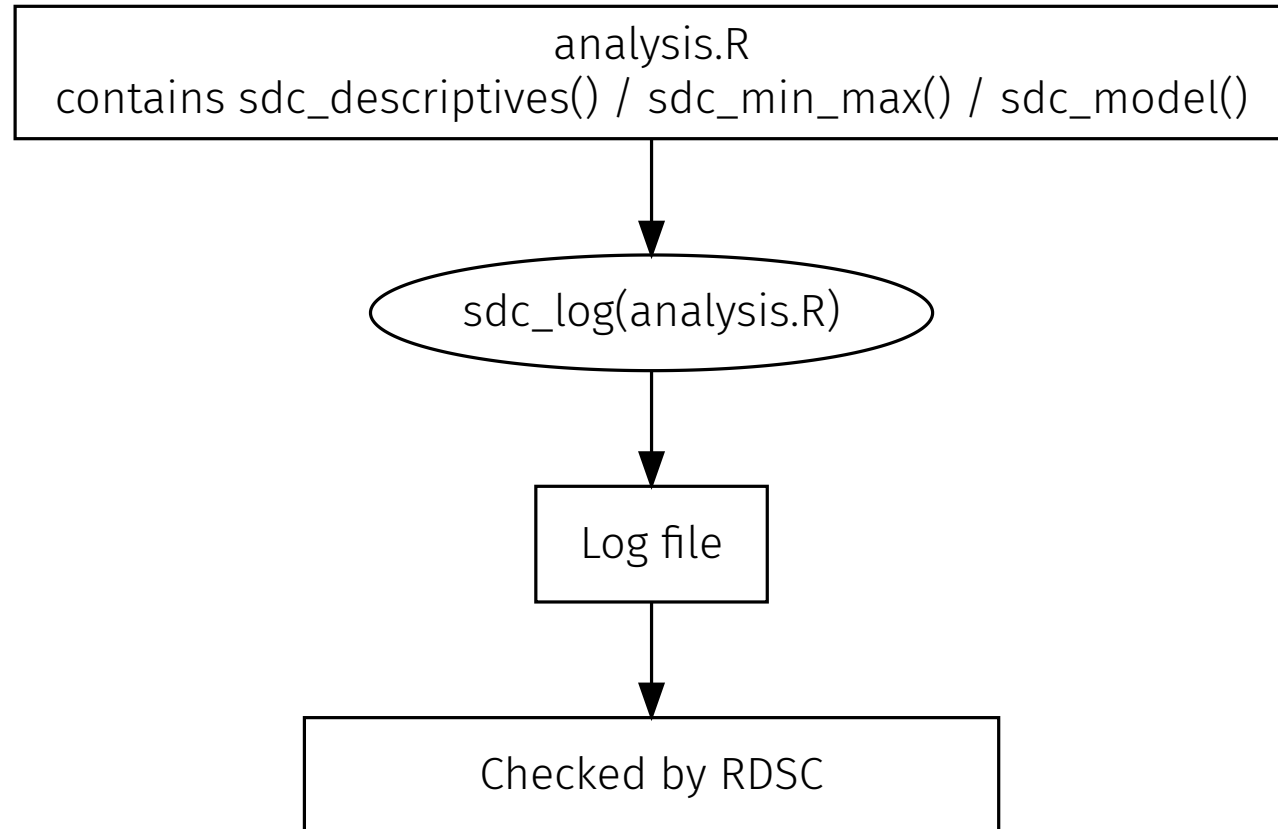 analysis.R
contains sdc_descriptives() / sdc_min_max() / sdc_model()
sdc_log(analysis.R)
Log file
Checked by RDSC